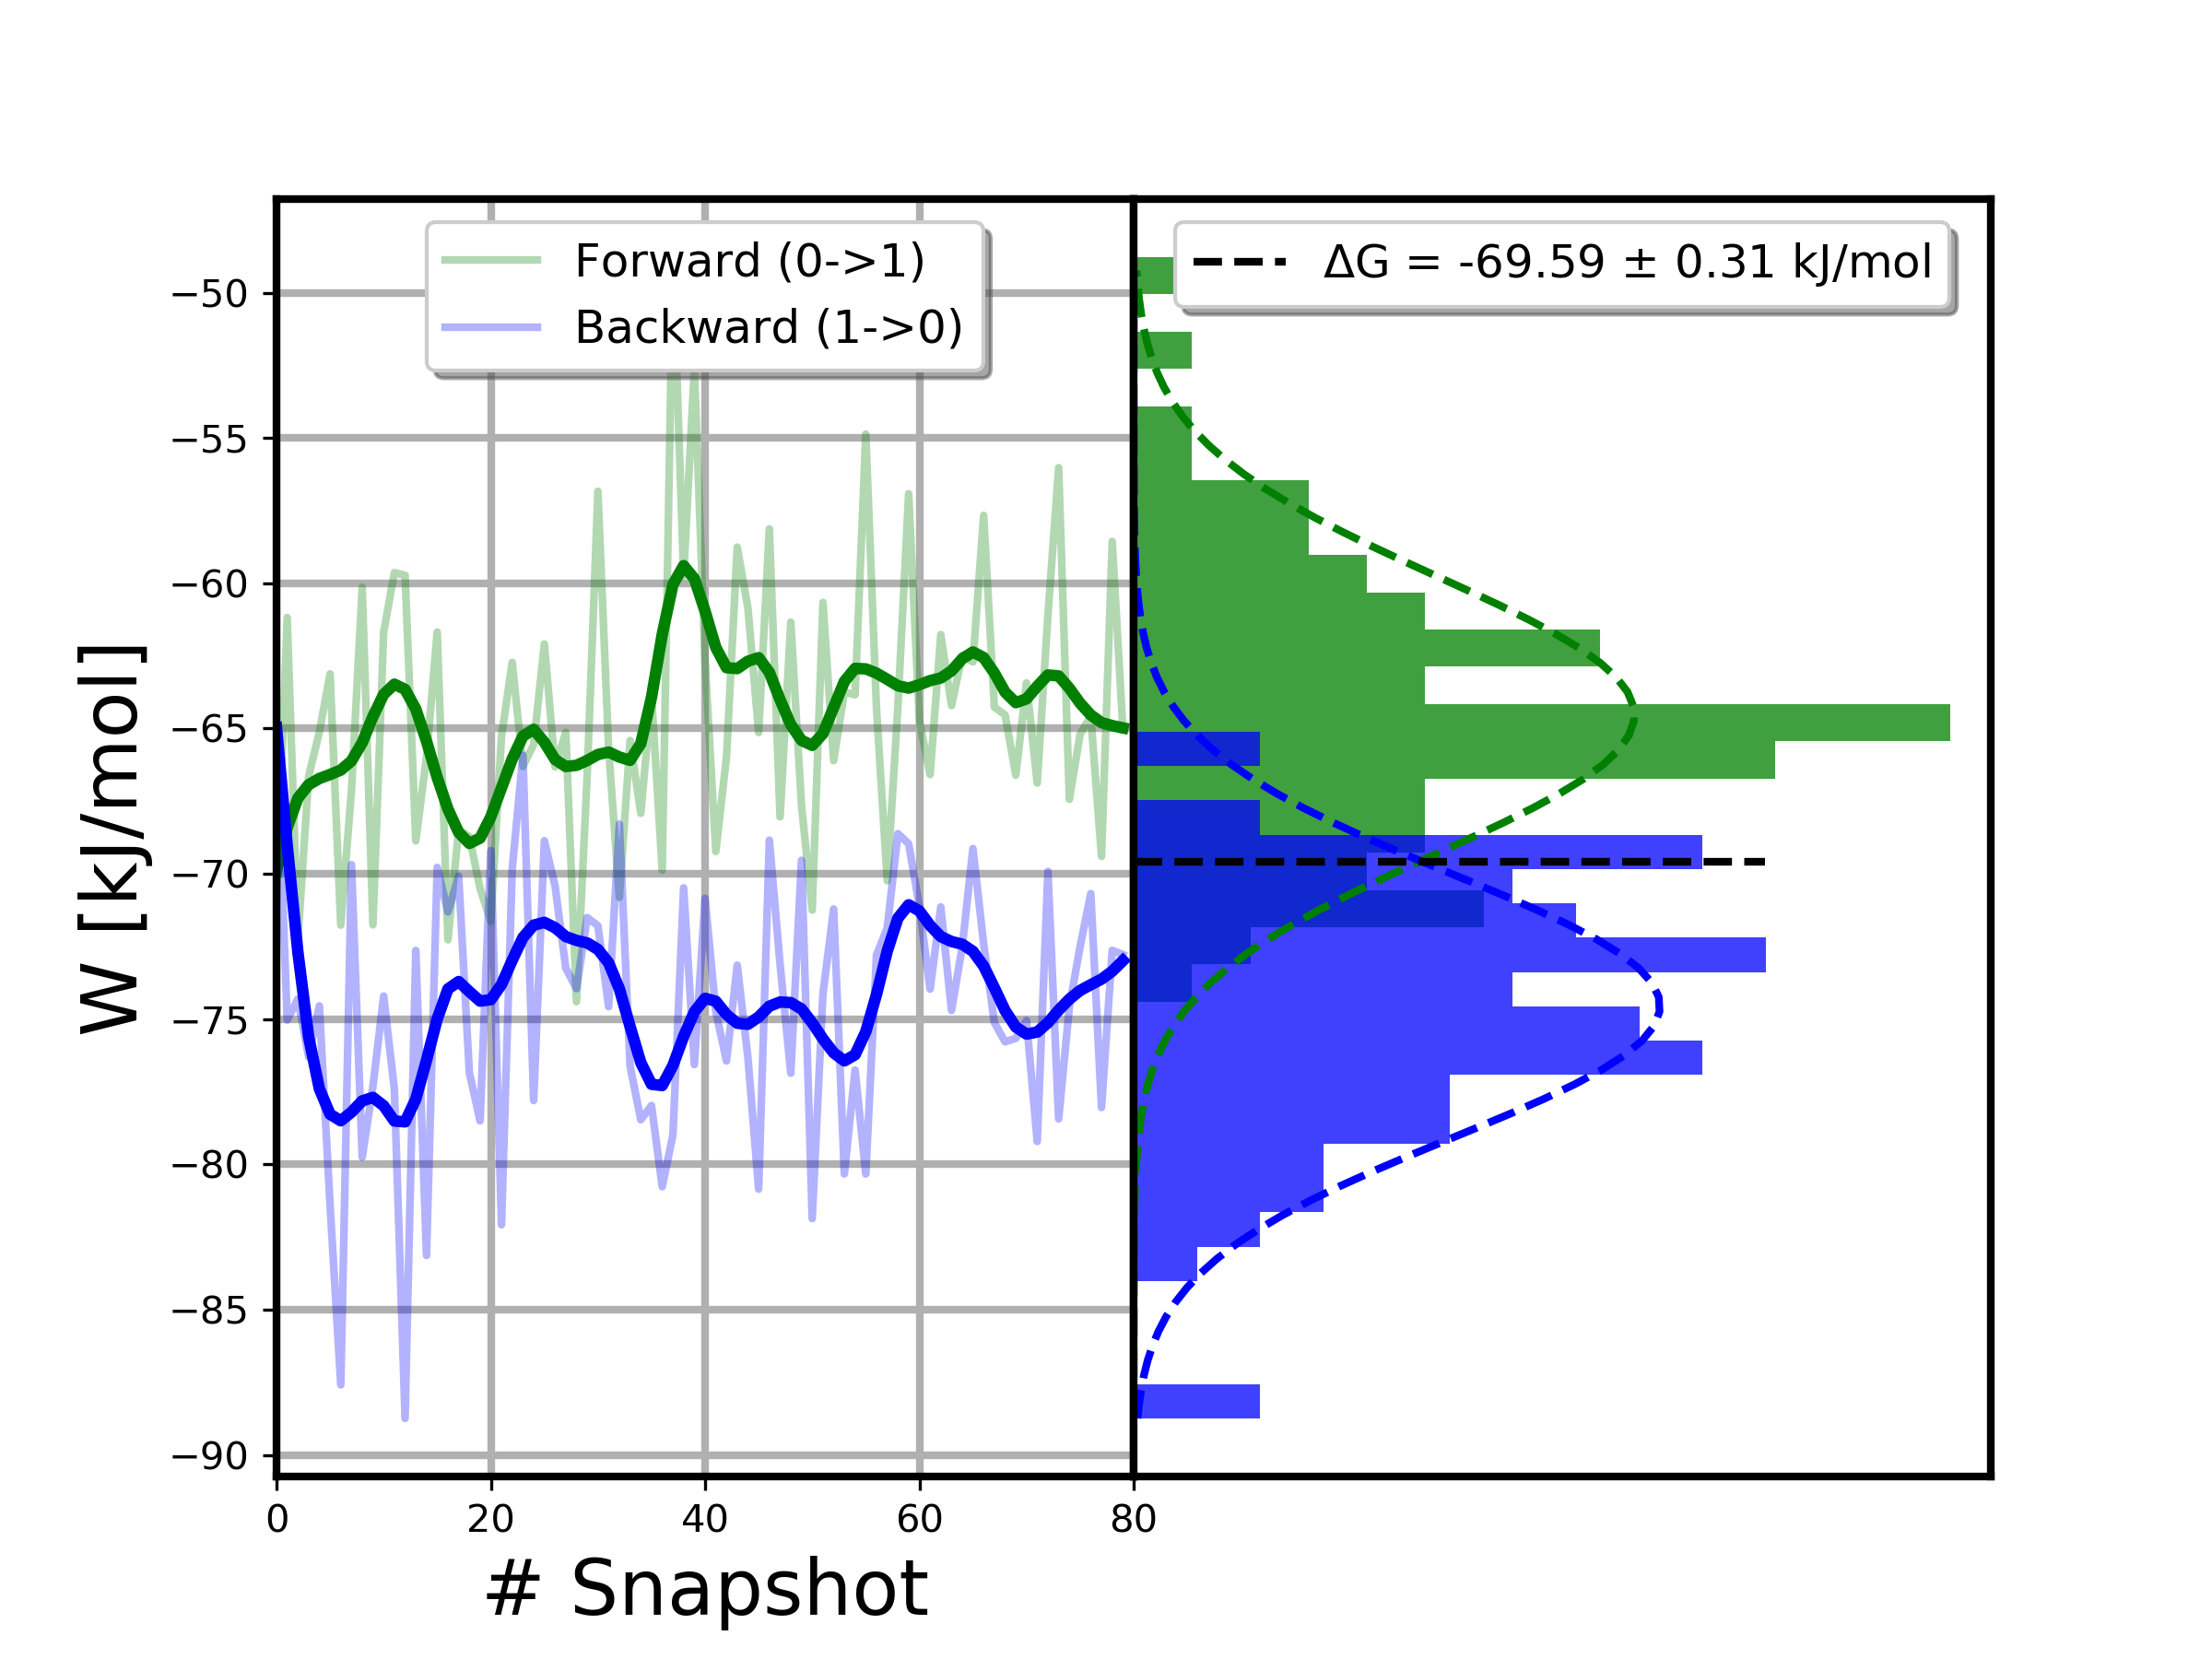 Forward (0->1)
Backward (1->0)
ΔG = -69.59 ± 0.31 kJ/mol
W [kJ/mol]
−50
−55
−60
−65
−70
−75
−80
−85
−90
0 20 40 60 80
# Snapshot